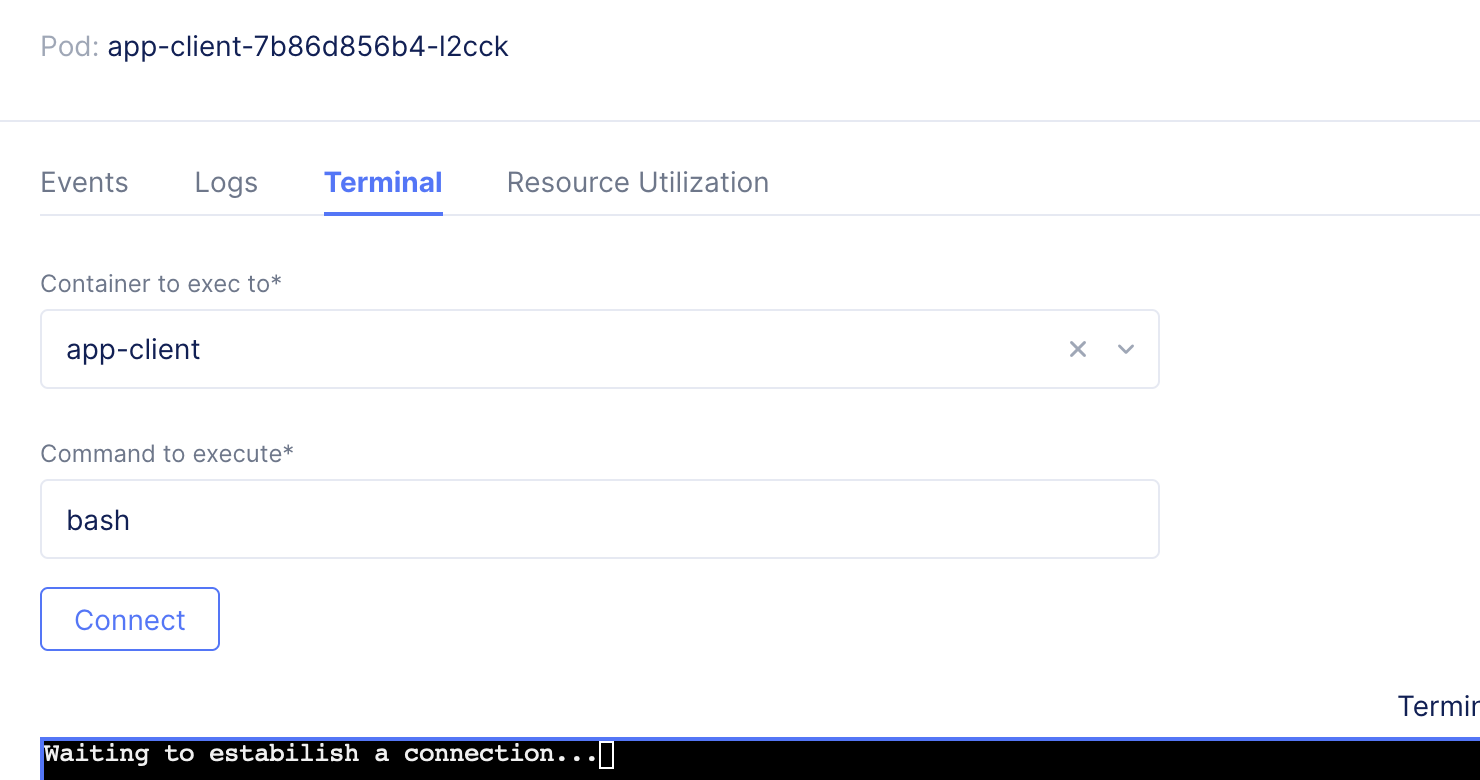 Pod: app-client-7b86d856b4-l2cck
Events Logs Terminal Resource Utilization
Container to exec to*
app-client
Command to execute*
bash
Connect
Waiting to estabilish a connection...